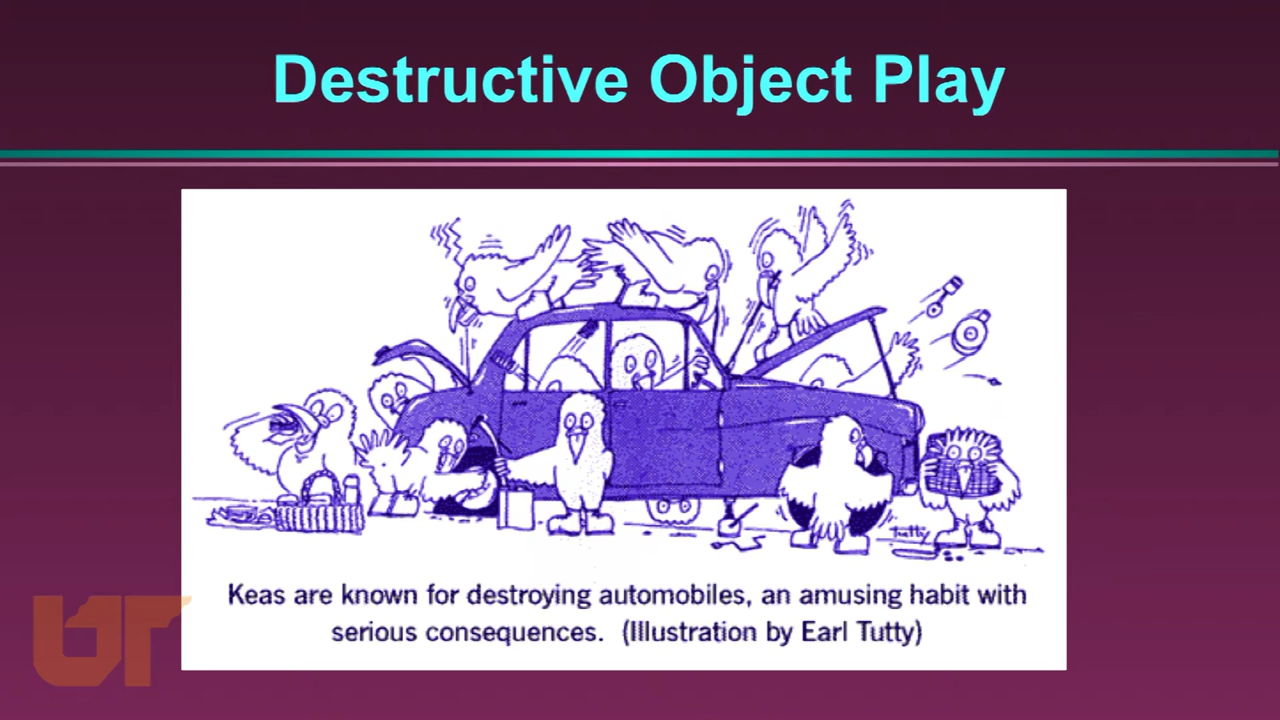 Destructive Object Play
Tutty
Keas are known for destroying automobiles, an amusing habit with
serious consequences. (Illustration by Earl Tutty)
UT